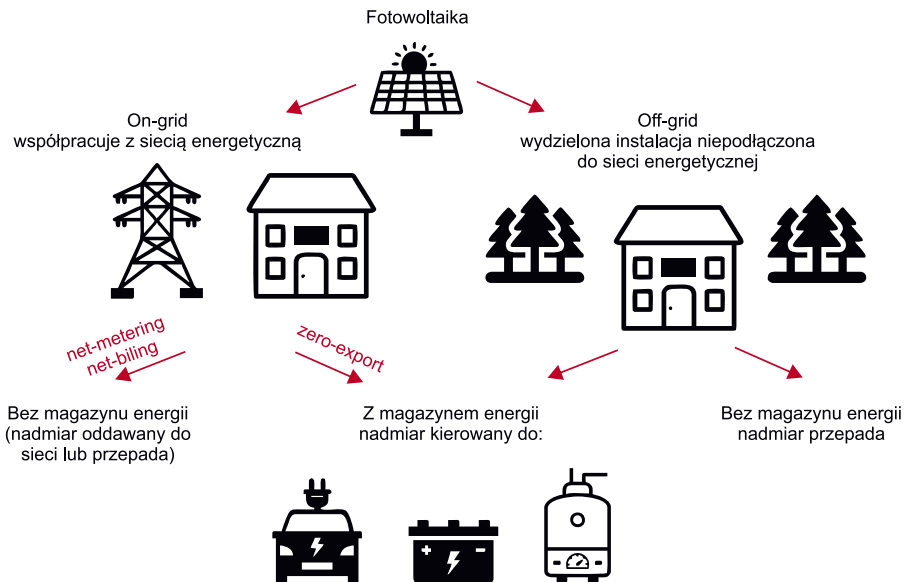 Fotowoltaika
On-grid
współpracuje z siecią energetyczną
Off-grid
wydzielona instalacja niepodłączona
do sieci energetycznej
net-metering
net-biling
zero-export
Bez magazynu energii
(nadmiar oddawany do
sieci lub przepada)
Z magazynem energii
nadmiar kierowany do:
Bez magazynu energii
nadmiar przepada